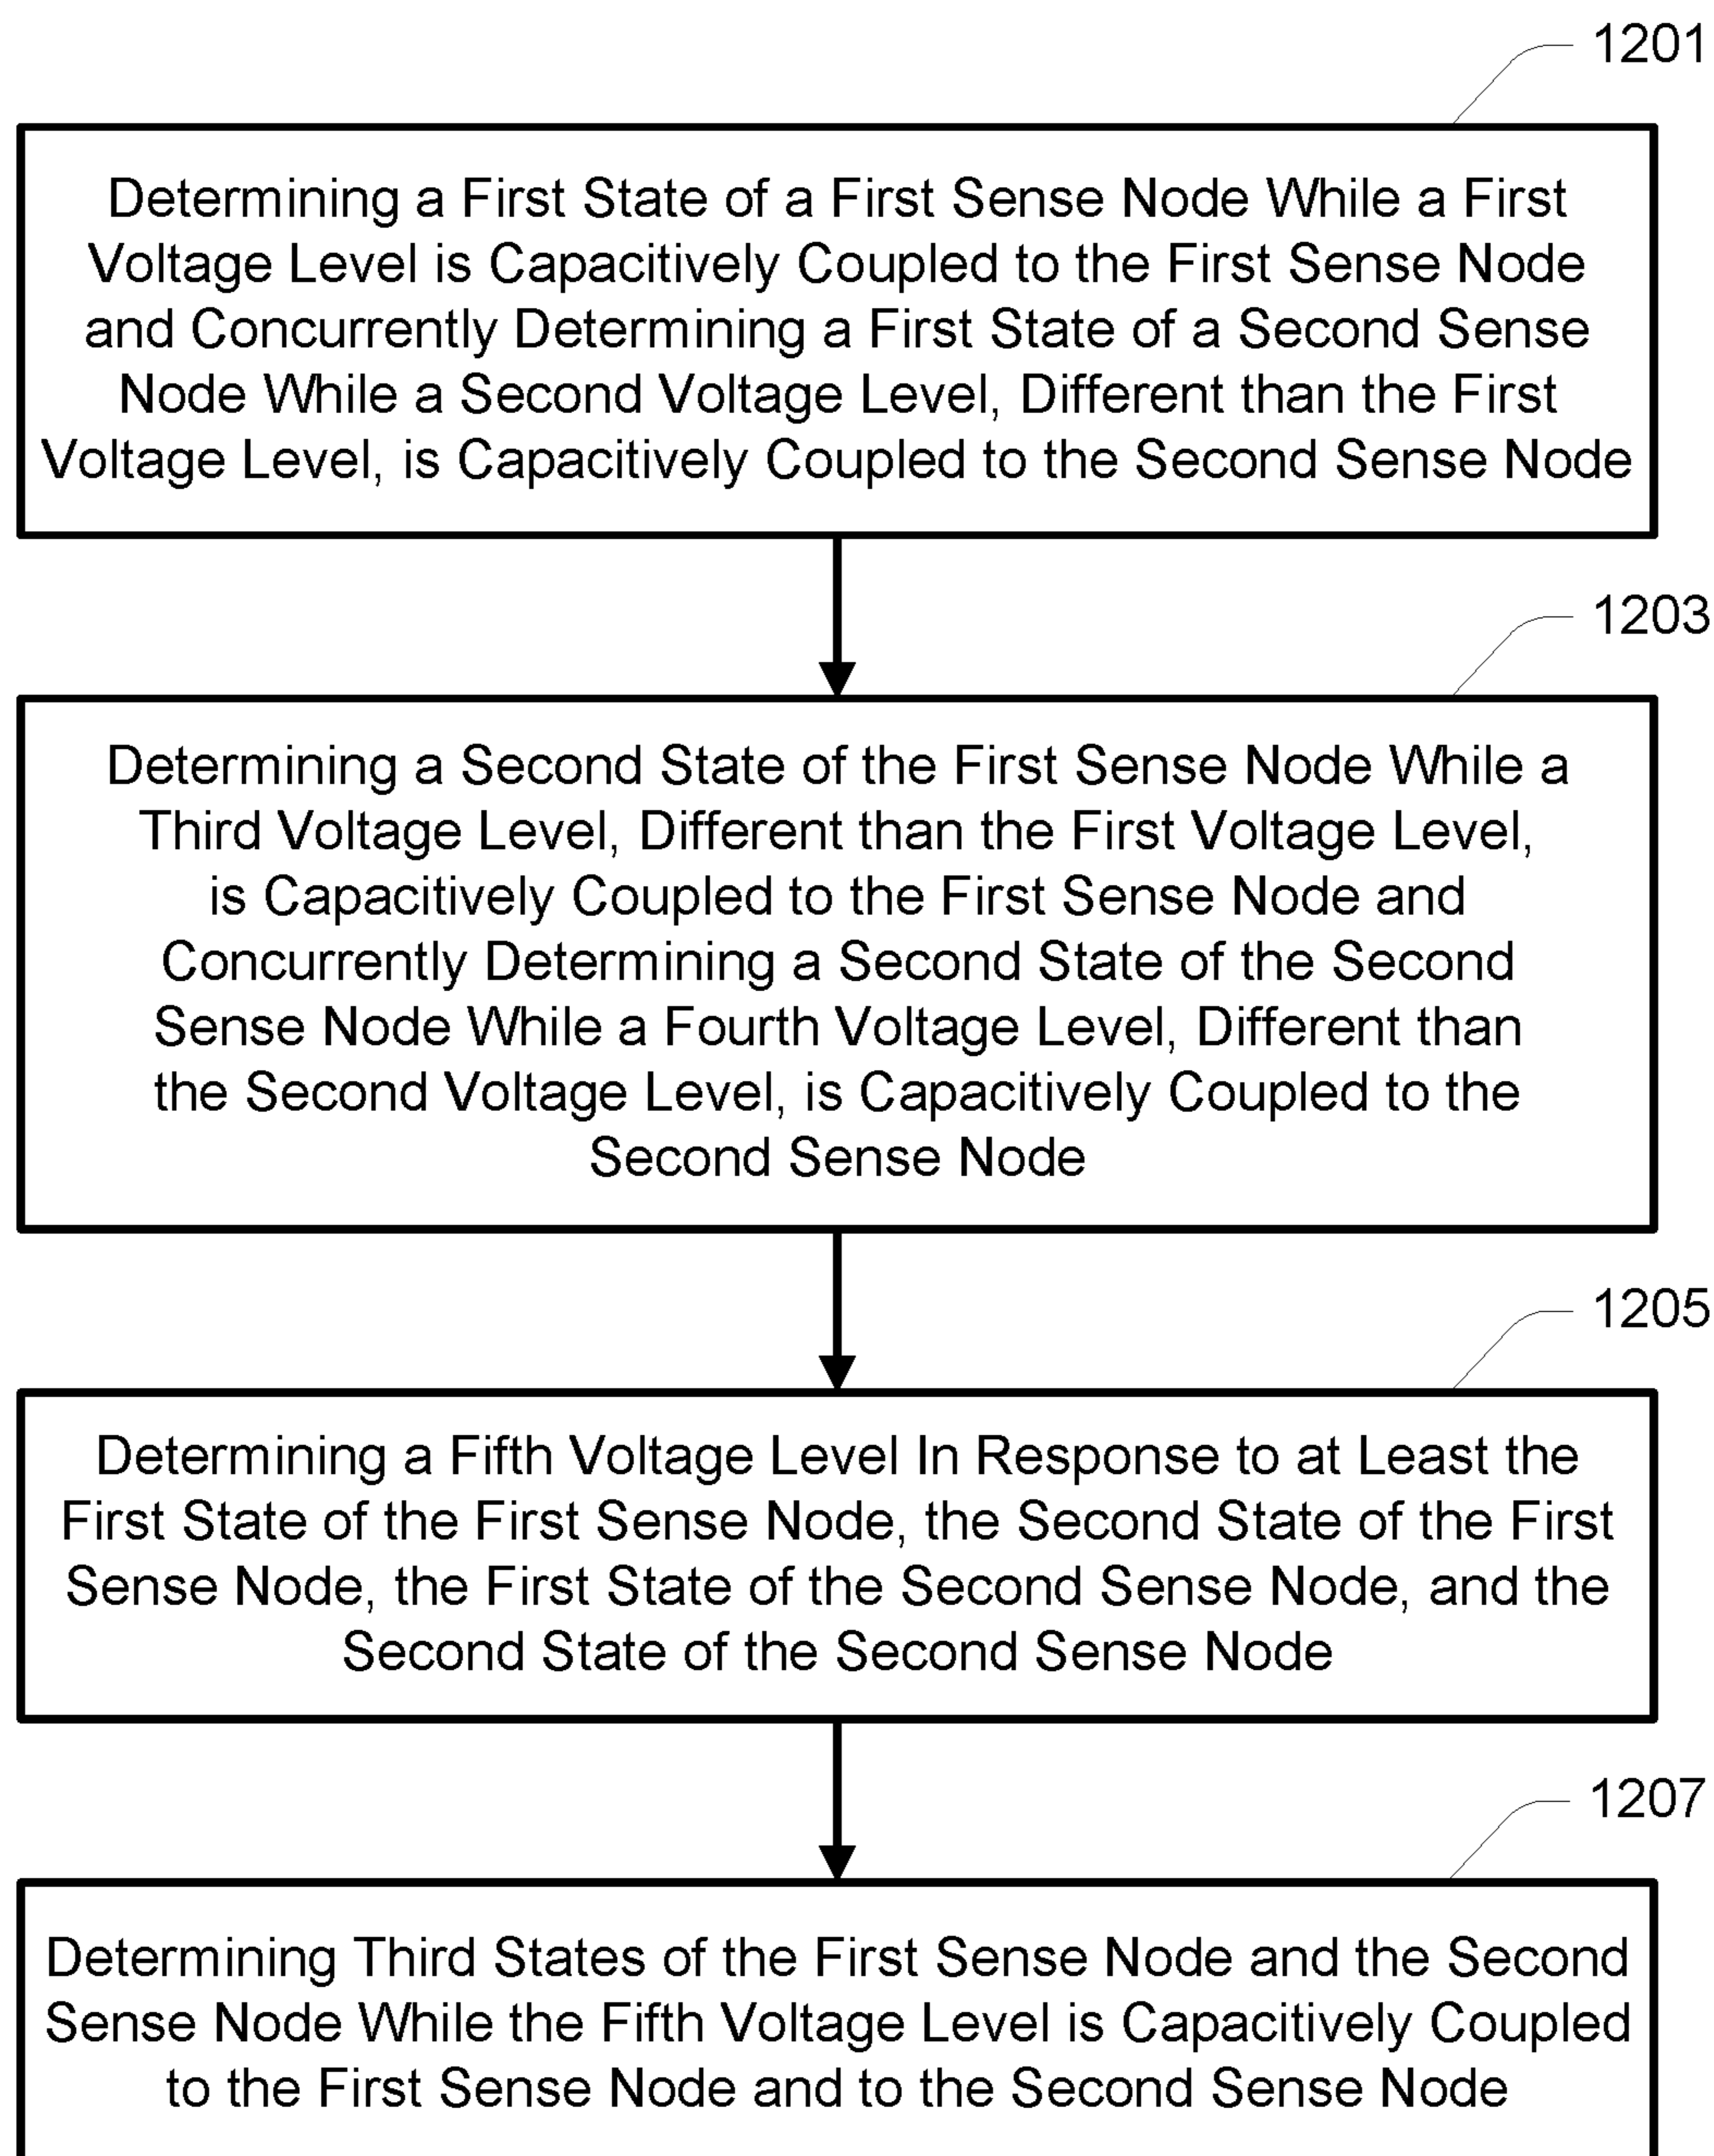 1201
Determining a First State of a First Sense Node While a First
Voltage Level is Capacitively Coupled to the First Sense Node
and Concurrently Determining a First State of a Second Sense
Node While a Second Voltage Level, Different than the First
Voltage Level, is Capacitively Coupled to the Second Sense Node
1203
Determining a Second State of the First Sense Node While a
Third Voltage Level, Different than the First Voltage Level,
is Capacitively Coupled to the First Sense Node and
Concurrently Determining a Second State of the Second
Sense Node While a Fourth Voltage Level, Different than
the Second Voltage Level, is Capacitively Coupled to the
Second Sense Node
1205
Determining a Fifth Voltage Level In Response to at Least the
First State of the First Sense Node, the Second State of the First
Sense Node, the First State of the Second Sense Node, and the
Second State of the Second Sense Node
1207
Determining Third States of the First Sense Node and the Second
Sense Node While the Fifth Voltage Level is Capacitively Coupled
to the First Sense Node and to the Second Sense Node